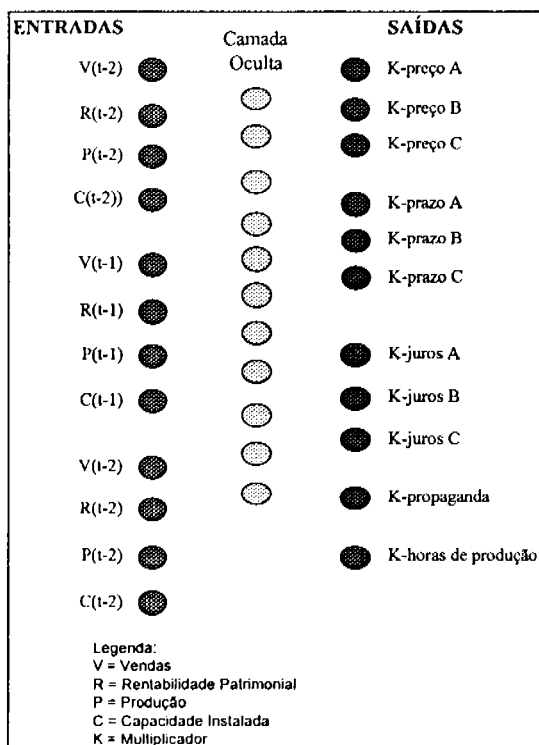 ENTRADAS
V(t-2)
R(t-2)
P(t-2)
C(t-2))
V(t-1)
R(t-1)
P(t-1)
C(t-1)
V(t-2)
R(t-2)
P(t-2)
C(t-2)
Camada
Oculta
SAÍDAS
K-preço A
K-preço B
K-preço C
K-prazo A
K-prazo B
K-prazo C
K-juros A
K-juros B
K-juros C
K-propaganda
K-horas de produção
Legenda:
V = Vendas
R = Rentabilidade Patrimonial
P = Produção
C = Capacidade Instalada
K = Multiplicador